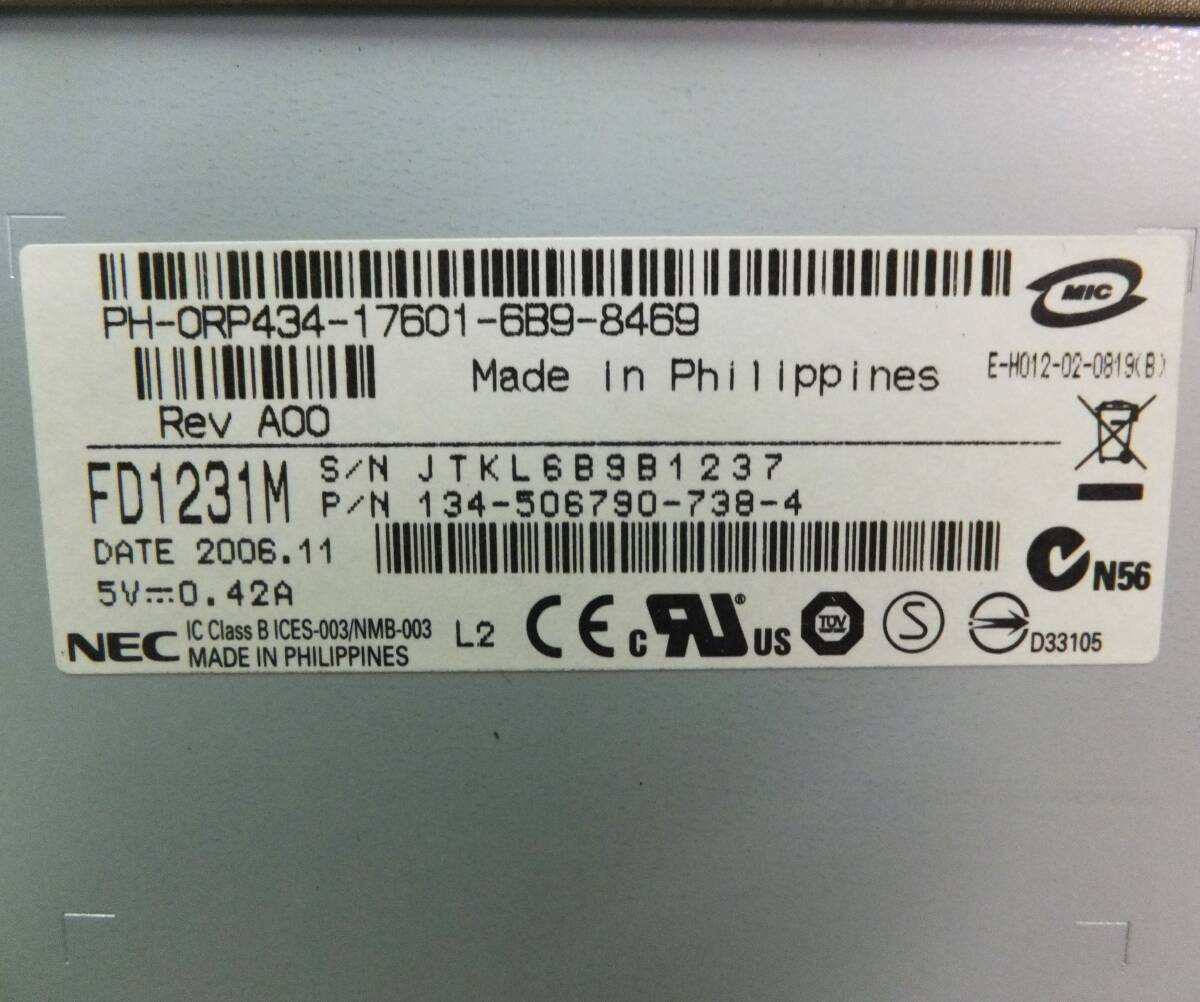 PH-0RP434-17601-6B9-8469
MIC
E-H012-02-0819(B)
Made in Philippines
Rev A00
FD1231M
S/N JTKL6B9B1237
P/N 134-506790-738-4
DATE 2006.11
5V⎓0.42A
N56
NEC
IC Class B ICES-003/NMB-003
MADE IN PHILIPPINES
L2
CE
c RU ® US
TÜV
S
D33105